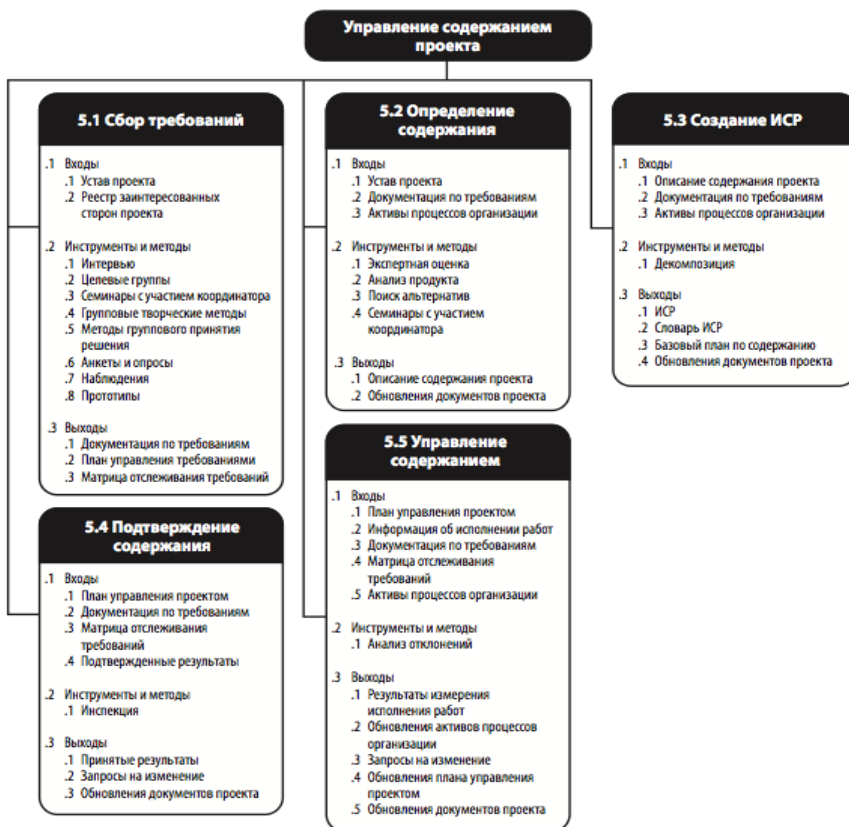 Управление содержанием
проекта
5.1 Сбор требований
.1 Входы
.1 Устав проекта
.2 Реестр заинтересованных
сторон проекта
.2 Инструменты и методы
.1 Интервью
.2 Целевые группы
.3 Семинары с участием координатора
.4 Групповые творческие методы
.5 Методы группового принятия
решения
.6 Анкеты и опросы
.7 Наблюдения
.8 Прототипы
.3 Выходы
.1 Документация по требованиям
.2 План управления требованиями
.3 Матрица отслеживания требований
5.2 Определение
содержания
.1 Входы
.1 Устав проекта
.2 Документация по требованиям
.3 Активы процессов организации
.2 Инструменты и методы
.1 Экспертная оценка
.2 Анализ продукта
.3 Поиск альтернатив
.4 Семинары с участием
координатора
.3 Выходы
.1 Описание содержания проекта
.2 Обновления документов проекта
5.3 Создание ИСР
.1 Входы
.1 Описание содержания проекта
.2 Документация по требованиям
.3 Активы процессов организации
.2 Инструменты и методы
.1 Декомпозиция
.3 Выходы
.1 ИСР
.2 Словарь ИСР
.3 Базовый план по содержанию
.4 Обновления документов проекта
5.4 Подтверждение
содержания
.1 Входы
.1 План управления проектом
.2 Документация по требованиям
.3 Матрица отслеживания
требований
.4 Подтвержденные результаты
.2 Инструменты и методы
.1 Инспекция
.3 Выходы
.1 Принятые результаты
.2 Запросы на изменение
.3 Обновления документов проекта
5.5 Управление
содержанием
.1 Входы
.1 План управления проектом
.2 Информация об исполнении работ
.3 Документация по требованиям
.4 Матрица отслеживания
требований
.5 Активы процессов организации
.2 Инструменты и методы
.1 Анализ отклонений
.3 Выходы
.1 Результаты измерения
исполнения работ
.2 Обновления активов процессов
организации
.3 Запросы на изменение
.4 Обновления плана управления
проектом
.5 Обновления документов проекта